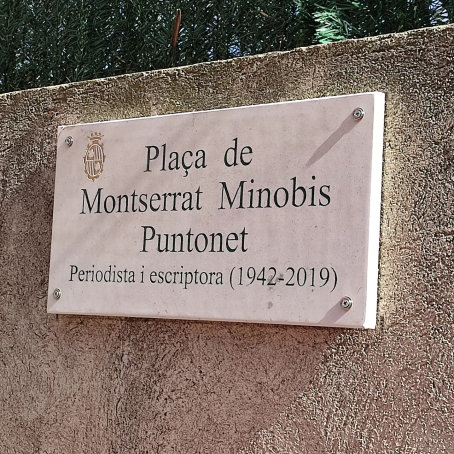 Plaça de
Montserrat Minobis
Puntonet
Periodista i escriptora (1942-2019)